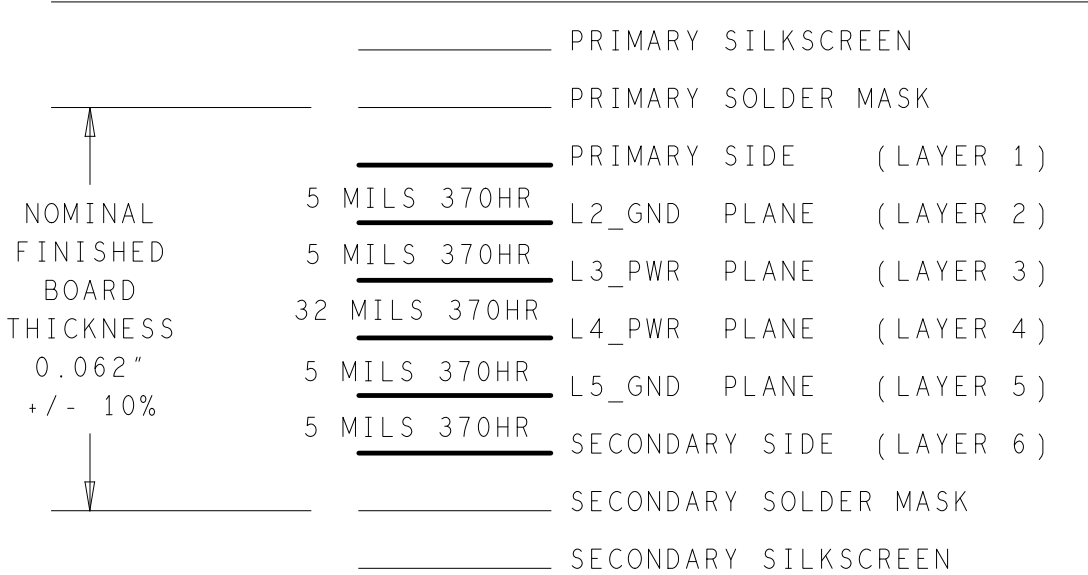 PRIMARY SILKSCREEN
PRIMARY SOLDER MASK
PRIMARY SIDE (LAYER 1)
5 MILS 370HR
L2_GND PLANE (LAYER 2)
5 MILS 370HR
L3_PWR PLANE (LAYER 3)
32 MILS 370HR
L4_PWR PLANE (LAYER 4)
5 MILS 370HR
L5_GND PLANE (LAYER 5)
5 MILS 370HR
SECONDARY SIDE (LAYER 6)
SECONDARY SOLDER MASK
SECONDARY SILKSCREEN
NOMINAL
FINISHED
BOARD
THICKNESS
0.062"
+/- 10%